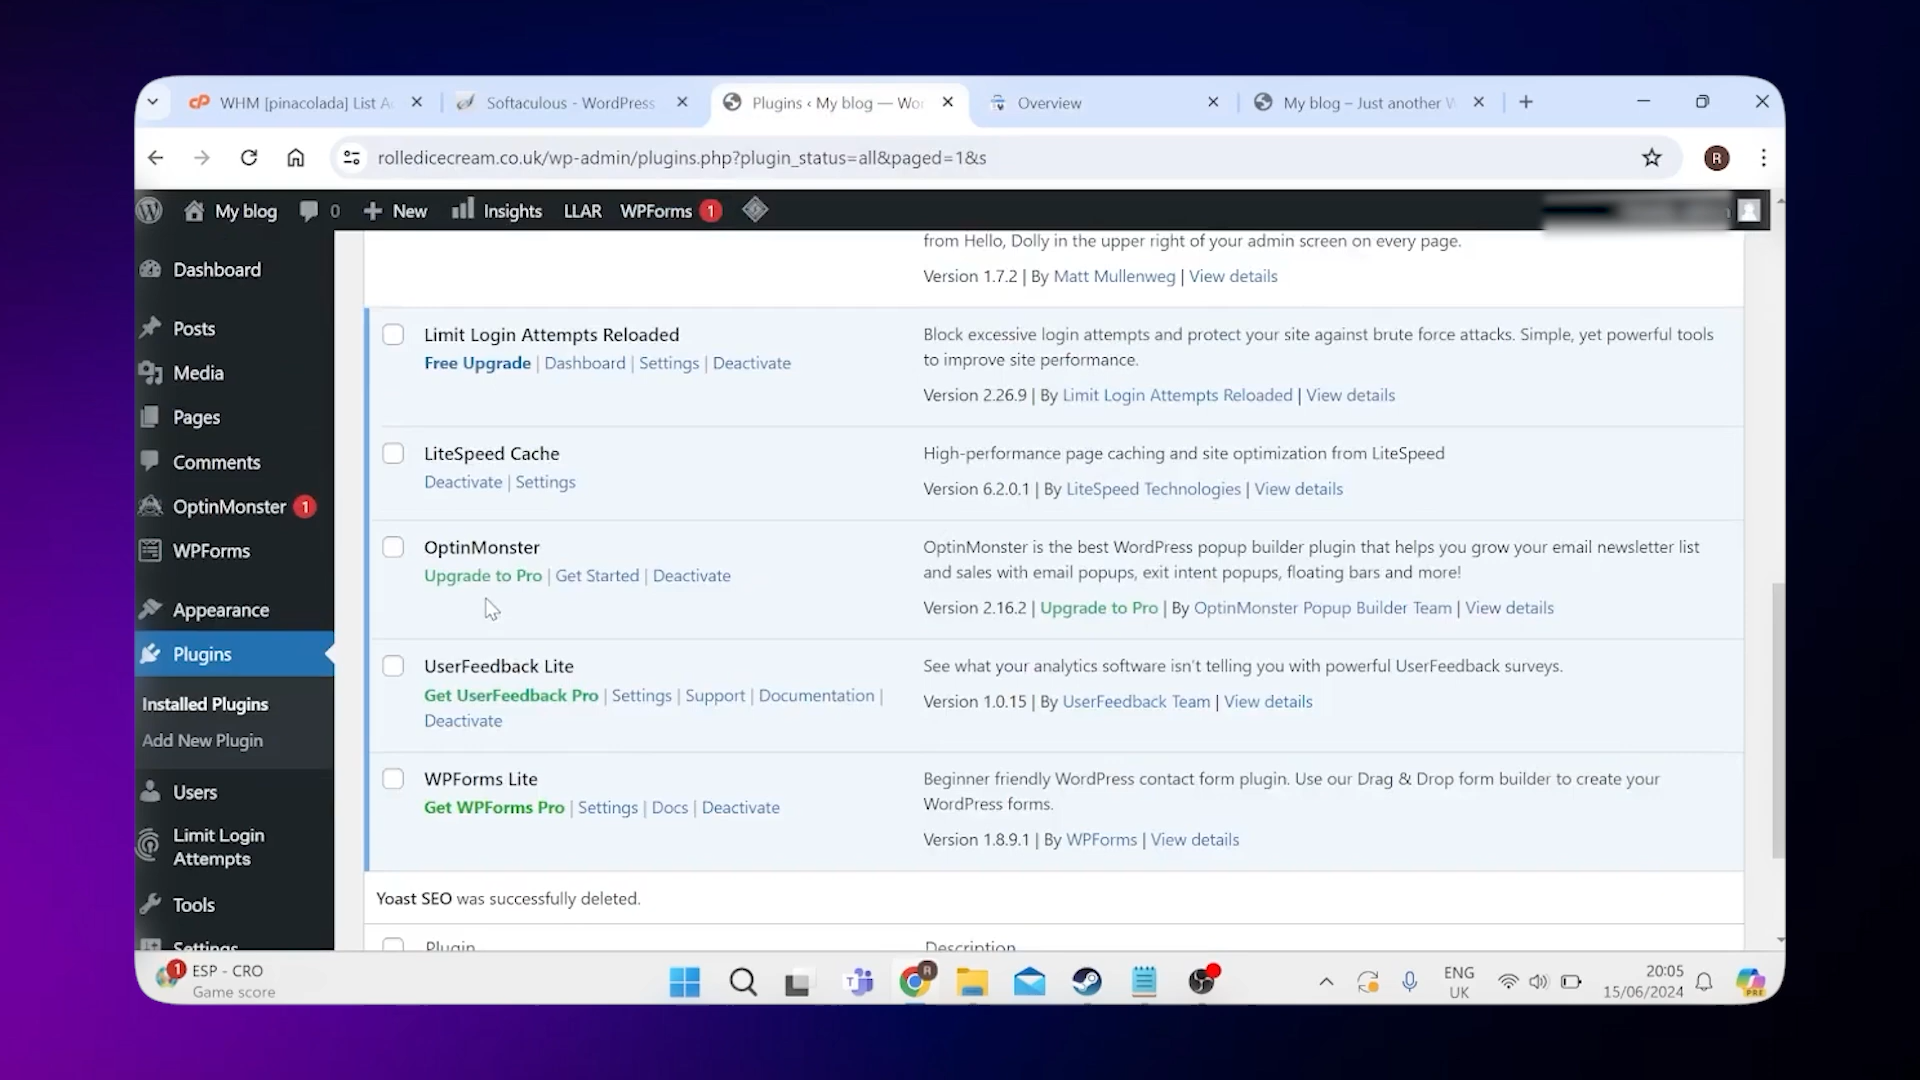 WHM [pinacolada] List A
Softaculous - WordPress
Plugins ‹ My blog — Wor
Overview
My blog – Just another W
rolledicecream.co.uk/wp-admin/plugins.php?plugin_status=all&paged=1&s
R
My blog
0
New
Insights
LLAR
WPForms 1
Dashboard
Posts
Media
Pages
Comments
OptinMonster 1
WPForms
Appearance
Plugins
Installed Plugins
Add New Plugin
Users
Limit Login
Attempts
Tools
Settings
from Hello, Dolly in the upper right of your admin screen on every page.
Version 1.7.2 | By Matt Mullenweg | View details
Limit Login Attempts Reloaded
Free Upgrade | Dashboard | Settings | Deactivate
Block excessive login attempts and protect your site against brute force attacks. Simple, yet powerful tools
to improve site performance.
Version 2.26.9 | By Limit Login Attempts Reloaded | View details
LiteSpeed Cache
Deactivate | Settings
High-performance page caching and site optimization from LiteSpeed
Version 6.2.0.1 | By LiteSpeed Technologies | View details
OptinMonster
Upgrade to Pro | Get Started | Deactivate
OptinMonster is the best WordPress popup builder plugin that helps you grow your email newsletter list
and sales with email popups, exit intent popups, floating bars and more!
Version 2.16.2 | Upgrade to Pro | By OptinMonster Popup Builder Team | View details
UserFeedback Lite
Get UserFeedback Pro | Settings | Support | Documentation |
Deactivate
See what your analytics software isn't telling you with powerful UserFeedback surveys.
Version 1.0.15 | By UserFeedback Team | View details
WPForms Lite
Get WPForms Pro | Settings | Docs | Deactivate
Beginner friendly WordPress contact form plugin. Use our Drag & Drop form builder to create your
WordPress forms.
Version 1.8.9.1 | By WPForms | View details
Yoast SEO was successfully deleted.
Plugin
Description
1
ESP - CRO
Game score
R
ENG
UK
20:05
15/06/2024
PRE